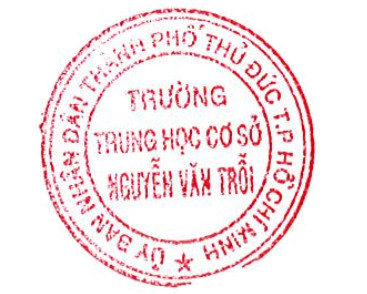 ỦY BAN NHÂN DÂN THÀNH PHỐ THỦ ĐỨC T.P HỒ CHÍ MINH
TRƯỜNG
TRUNG HỌC CƠ SỞ
NGUYỄN VĂN TRỖI